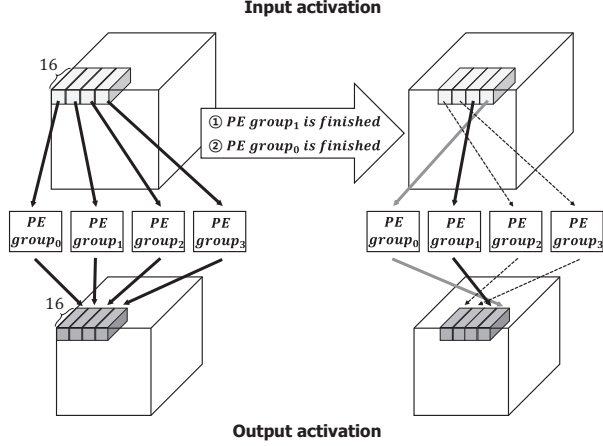 Input activation
16
① PE group₁ is finished
② PE group₀ is finished
PE
group₀
PE
group₁
PE
group₂
PE
group₃
PE
group₀
PE
group₁
PE
group₂
PE
group₃
16
Output activation